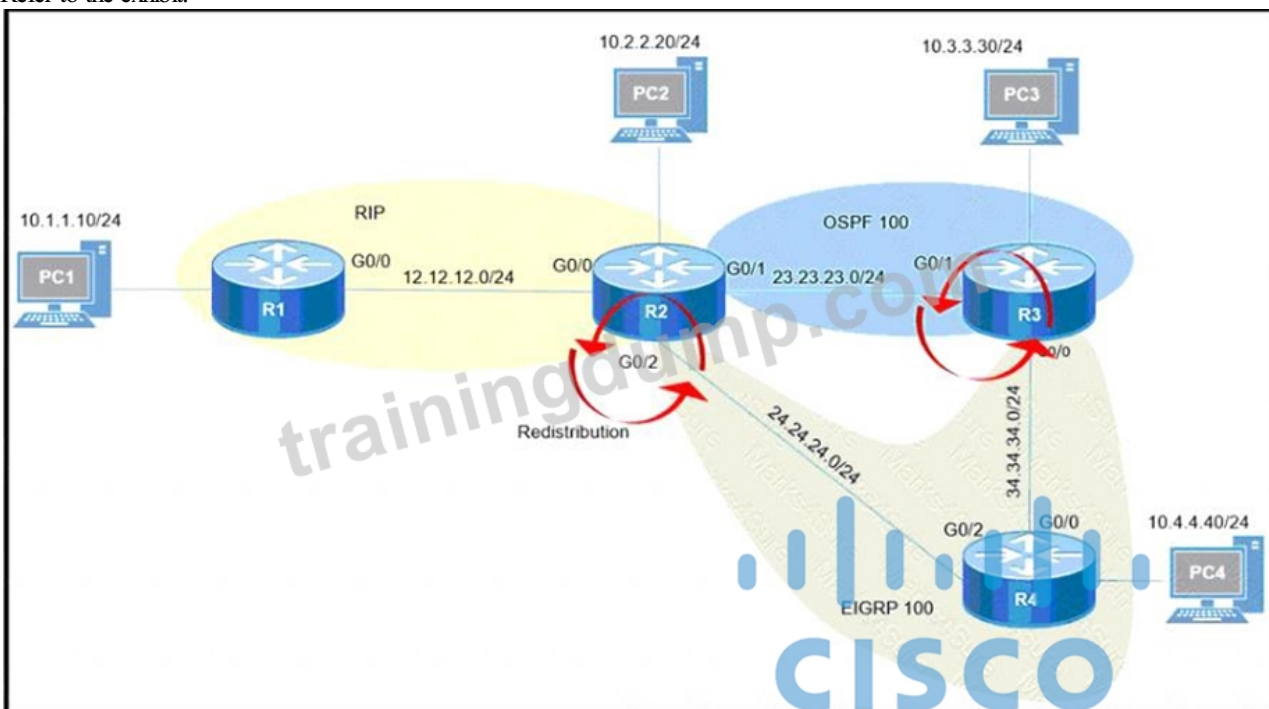 Refer to the exhibit.
10.2.2.20/24
10.3.3.30/24
PC2
PC3
10.1.1.10/24
RIP
OSPF 100
PC1
G0/0
12.12.12.0/24
G0/0
G0/1
23.23.23.0/24
G0/1
R1
R2
R3
G0/2
Redistribution
24.24.24.0/24
34.34.34.0/24
trainingdump.com
G0/2
G0/0
10.4.4.40/24
PC4
EIGRP 100
R4
CISCO